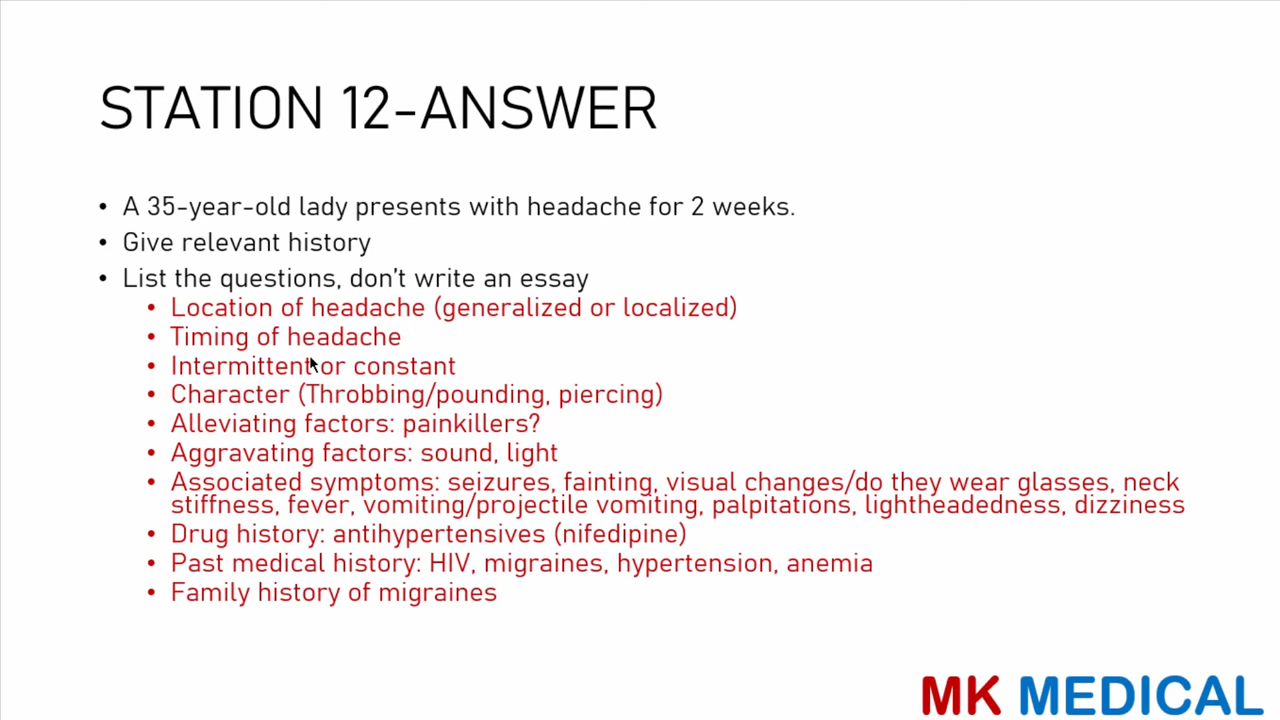 STATION 12-ANSWER
• A 35-year-old lady presents with headache for 2 weeks.
• Give relevant history
• List the questions, don't write an essay
• Location of headache (generalized or localized)
• Timing of headache
• Intermittent or constant
• Character (Throbbing/pounding, piercing)
• Alleviating factors: painkillers?
• Aggravating factors: sound, light
• Associated symptoms: seizures, fainting, visual changes/do they wear glasses, neck
stiffness, fever, vomiting/projectile vomiting, palpitations, lightheadedness, dizziness
• Drug history: antihypertensives (nifedipine)
• Past medical history: HIV, migraines, hypertension, anemia
• Family history of migraines
MK MEDICAL